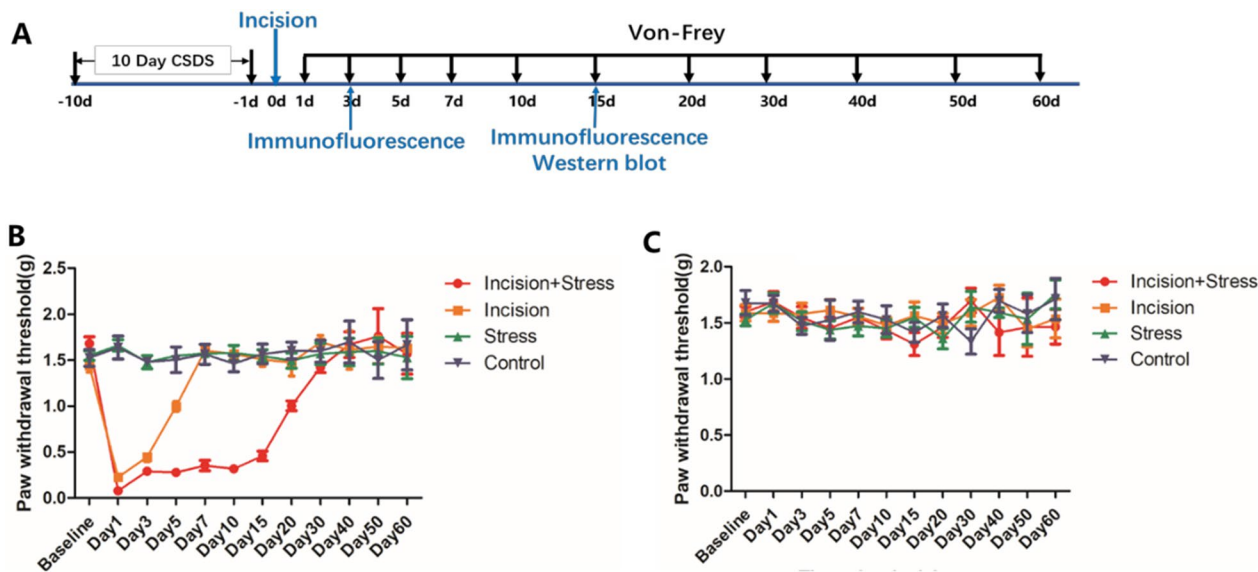 A
Incision
Von-Frey
10 Day CSDS
-10d -1d 0d 1d 3d 5d 7d 10d 15d 20d 30d 40d 50d 60d
Immunofluorescence
Immunofluorescence
Western blot
B
Paw withdrawal threshold(g)
2.5
2.0
1.5
1.0
0.5
0.0
Baseline
Day1
Day3
Day5
Day7
Day10
Day15
Day20
Day30
Day40
Day50
Day60
Incision+Stress
Incision
Stress
Control
C
Paw withdrawal threshold(g)
2.0
1.5
1.0
0.5
0.0
Baseline
Day1
Day3
Day5
Day7
Day10
Day15
Day20
Day30
Day40
Day50
Day60
Incision+Stress
Incision
Stress
Control